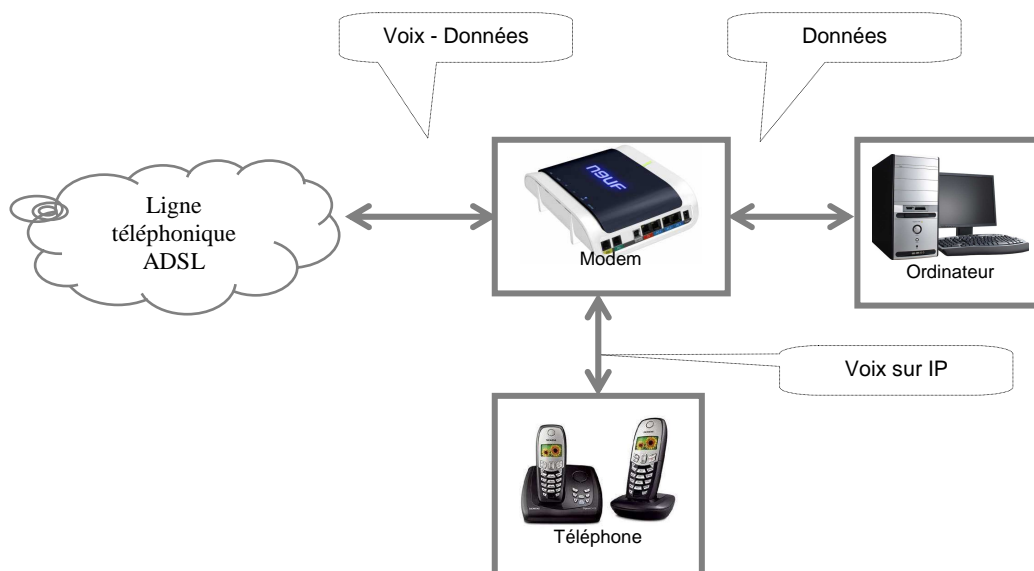 Voix - Données
Données
Ligne
téléphonique
ADSL
neuf
Modem
Ordinateur
Voix sur IP
Téléphone